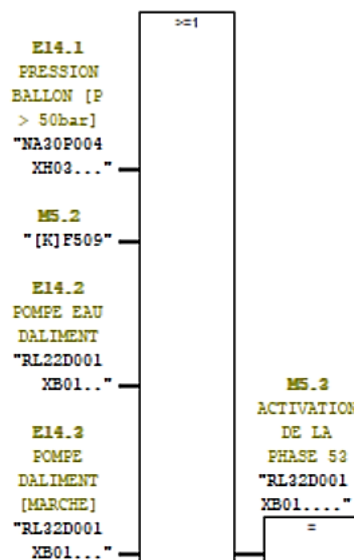 >=1
E14.1
PRESSION
BALLON [P
> 50bar]
"NA30P004
XH03..."
M5.2
"[K]F509"
E14.2
POMPE EAU
DALIMENT
"RL22D001
XB01.."
E14.3
POMPE
DALIMENT
[MARCHE]
"RL32D001
XB01..."
M5.3
ACTIVATION
DE LA
PHASE 53
"RL32D001
XB01...."
=